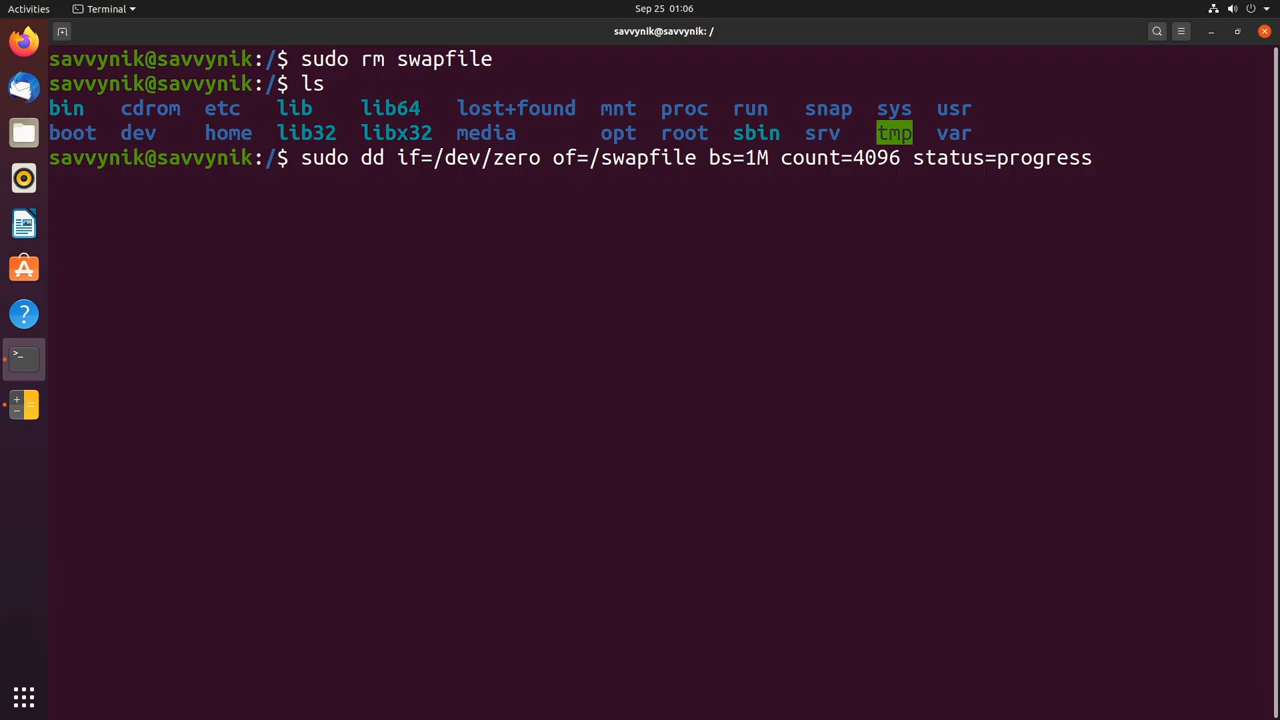 Activities Terminal Sep 25 01:06
savvynik@savvynik: /
savvynik@savvynik:/$ sudo rm swapfile
savvynik@savvynik:/$ ls
bin cdrom etc lib lib64 lost+found mnt proc run snap sys usr
boot dev home lib32 libx32 media opt root sbin srv tmp var
savvynik@savvynik:/$ sudo dd if=/dev/zero of=/swapfile bs=1M count=4096 status=progress